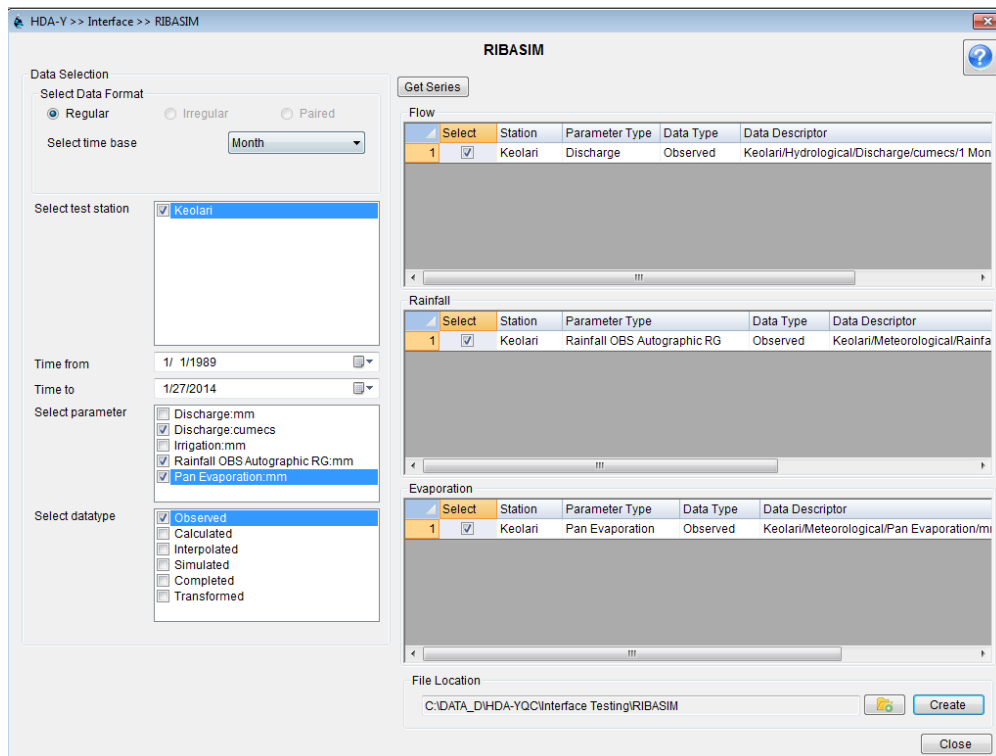 HDA-Y >> Interface >> RIBASIM
RIBASIM
Data Selection
Select Data Format
Regular
Irregular
Paired
Select time base
Month
Select test station
Keolari
Time from
1/ 1/1989
Time to
1/27/2014
Select parameter
Discharge:mm
Discharge:cumecs
Irrigation:mm
Rainfall OBS Autographic RG:mm
Pan Evaporation:mm
Select datatype
Observed
Calculated
Interpolated
Simulated
Completed
Transformed
Get Series
Flow
Select Station Parameter Type Data Type Data Descriptor
1 Keolari Discharge Observed Keolari/Hydrological/Discharge/cumecs/1 Mon
Rainfall
Select Station Parameter Type Data Type Data Descriptor
1 Keolari Rainfall OBS Autographic RG Observed Keolari/Meteorological/Rainfa
Evaporation
Select Station Parameter Type Data Type Data Descriptor
1 Keolari Pan Evaporation Observed Keolari/Meteorological/Pan Evaporation/m
File Location
C:\DATA_D\HDA-YQC\Interface Testing\RIBASIM
Create
Close